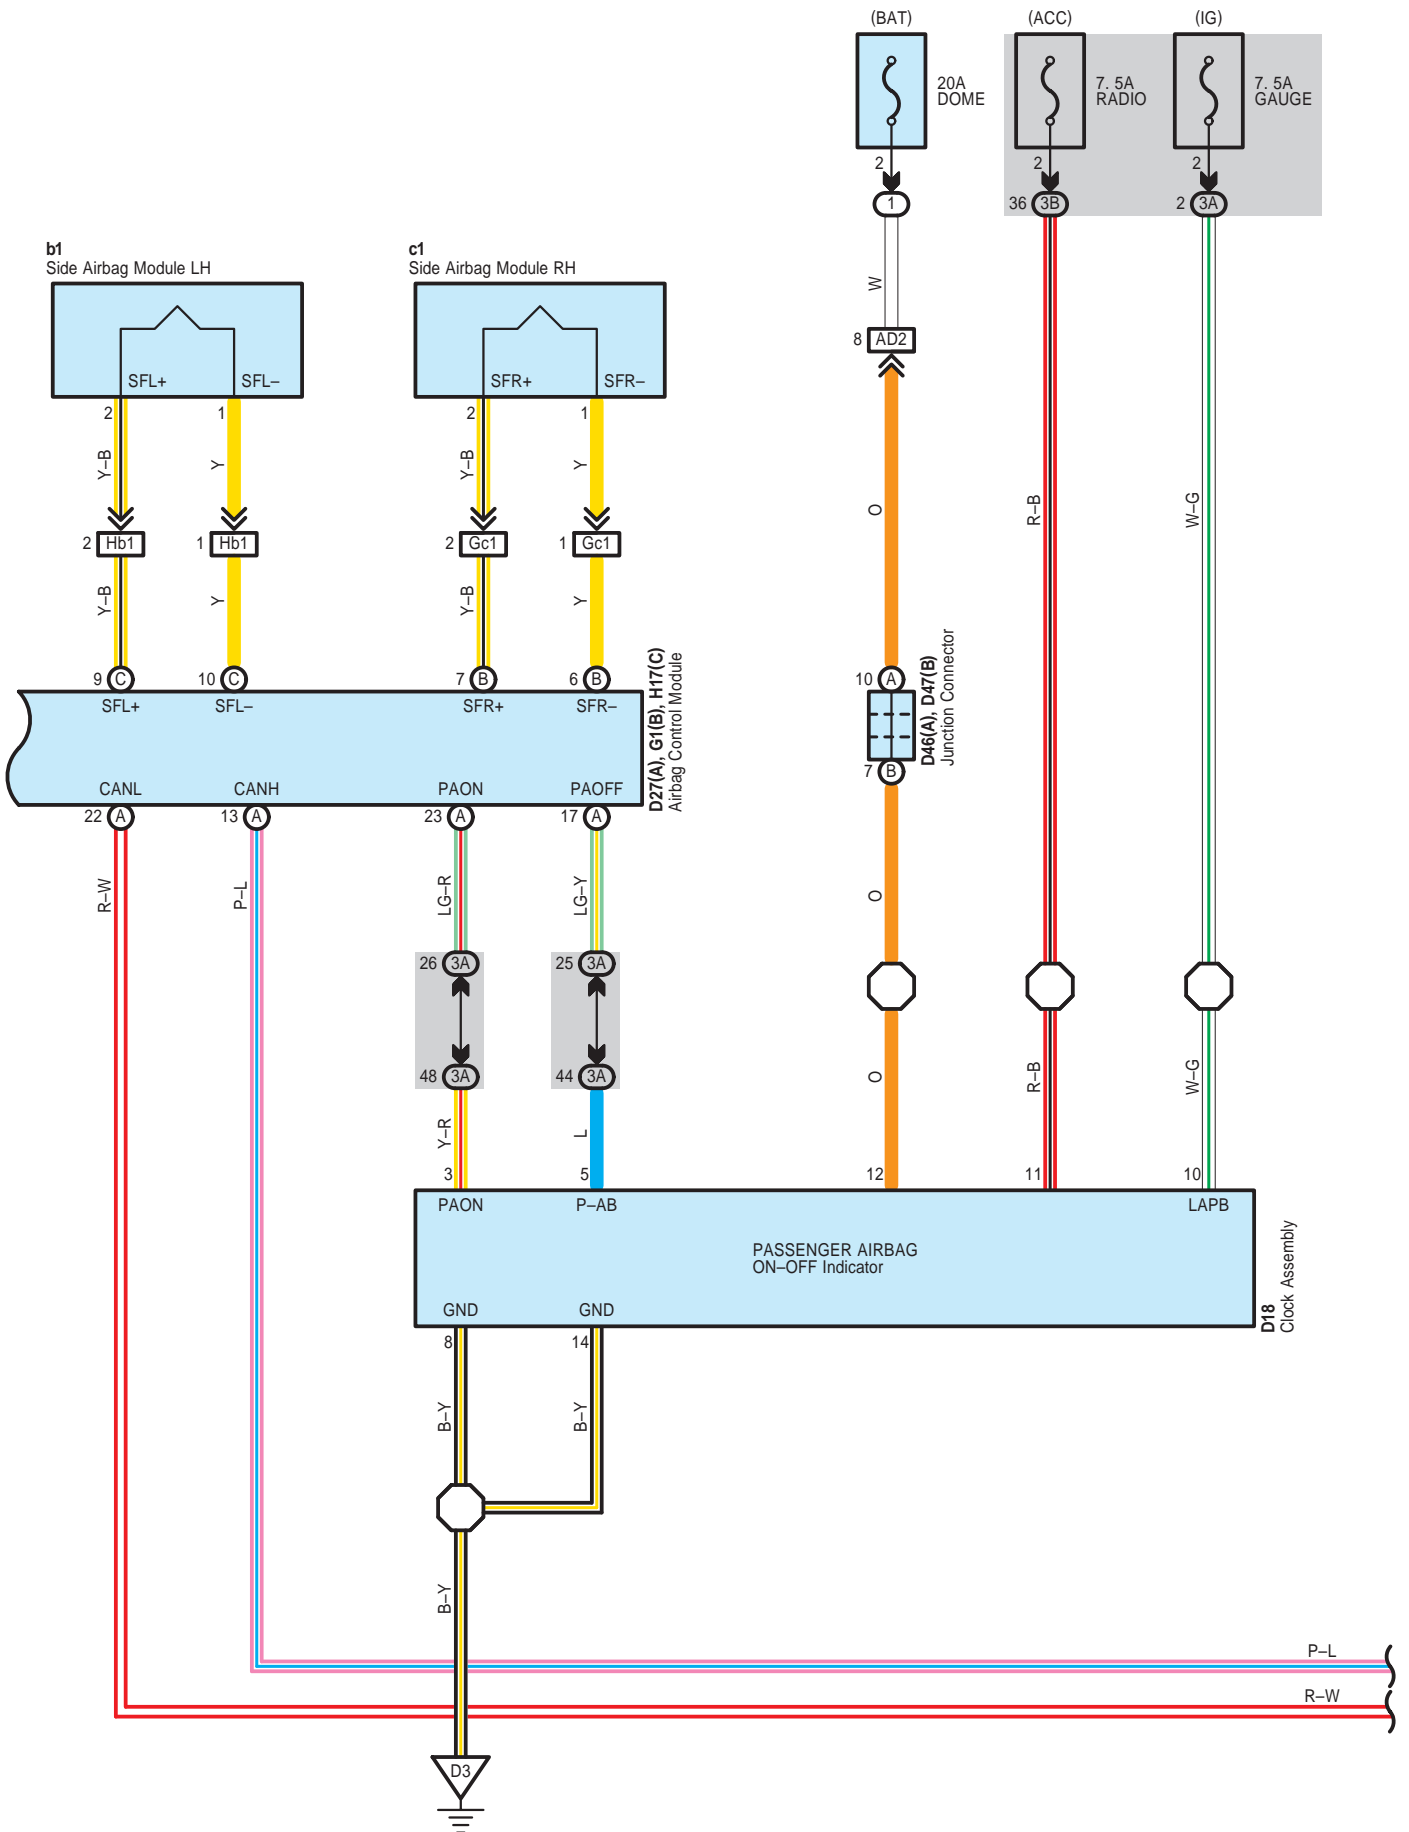 (BAT)
(ACC)
(IG)
20A
DOME
7. 5A
RADIO
7. 5A
GAUGE
2
2
2
1
36 3B
2 3A
b1
Side Airbag Module LH
c1
Side Airbag Module RH
W
8 AD2
SFL+
SFL–
SFR+
SFR–
2
1
2
1
Y–B
Y
Y–B
Y
O
R–B
W–G
2 Hb1
1 Hb1
2 Gc1
1 Gc1
Y–B
Y
Y–B
Y
9 C
10 C
7 B
6 B
10 A
SFL+
SFL–
SFR+
SFR–
D27(A), G1(B), H17(C)
Airbag Control Module
D46(A), D47(B)
Junction Connector
7 B
CANL
CANH
PAON
PAOFF
22 A
13 A
23 A
17 A
R–W
P–L
LG–R
LG–Y
O
26 3A
25 3A
48 3A
44 3A
Y–R
L
O
R–B
W–G
3
5
12
11
10
PAON
P–AB
LAPB
PASSENGER AIRBAG
ON–OFF Indicator
D18
Clock Assembly
GND
GND
8
14
B–Y
B–Y
B–Y
P–L
R–W
D3